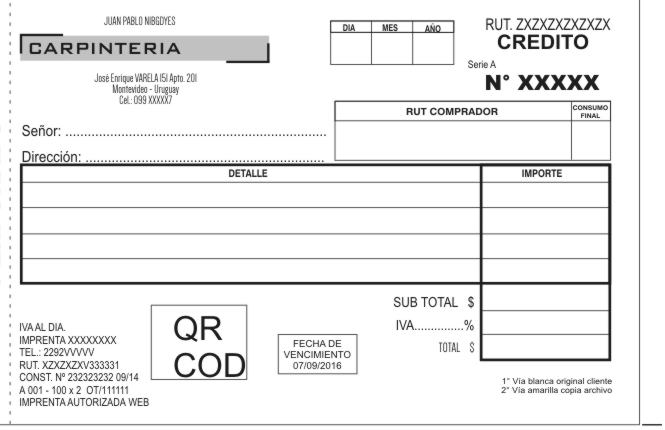 JUAN PABLO NIBGDYES
CARPINTERIA
José Enrique VARELA 151 Apto. 201
Montevideo - Uruguay
Cel.: 099 XXXXX7
DIA MES AÑO
RUT. ZXZXZXZXZXZX
CREDITO
Serie A
N° XXXXX
RUT COMPRADOR
CONSUMO
FINAL
Señor: ......................................................................
Dirección: ................................................................
DETALLE IMPORTE
SUB TOTAL $
IVA.............%
TOTAL $
IVA AL DIA.
IMPRENTA XXXXXXXX
TEL.: 2292VVVVV
RUT. XZXZXZXV333331
CONST. Nº 232323232 09/14
A 001 - 100 x 2 OT/111111
IMPRENTA AUTORIZADA WEB
QR
COD
FECHA DE
VENCIMIENTO
07/09/2016
1° Vía blanca original cliente
2° Vía amarilla copia archivo